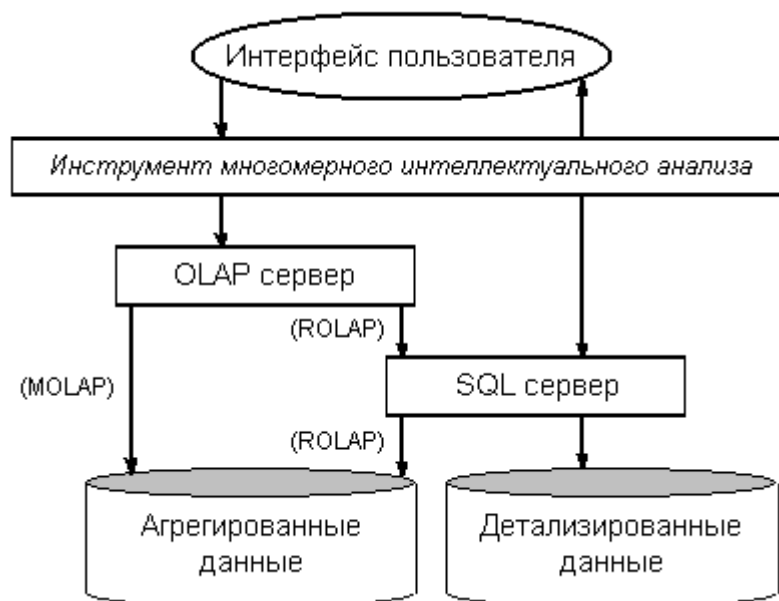 Интерфейс пользователя
Инструмент многомерного интеллектуального анализа
OLAP сервер
(ROLAP)
(MOLAP)
SQL сервер
(ROLAP)
Агрегированные
данные
Детализированные
данные